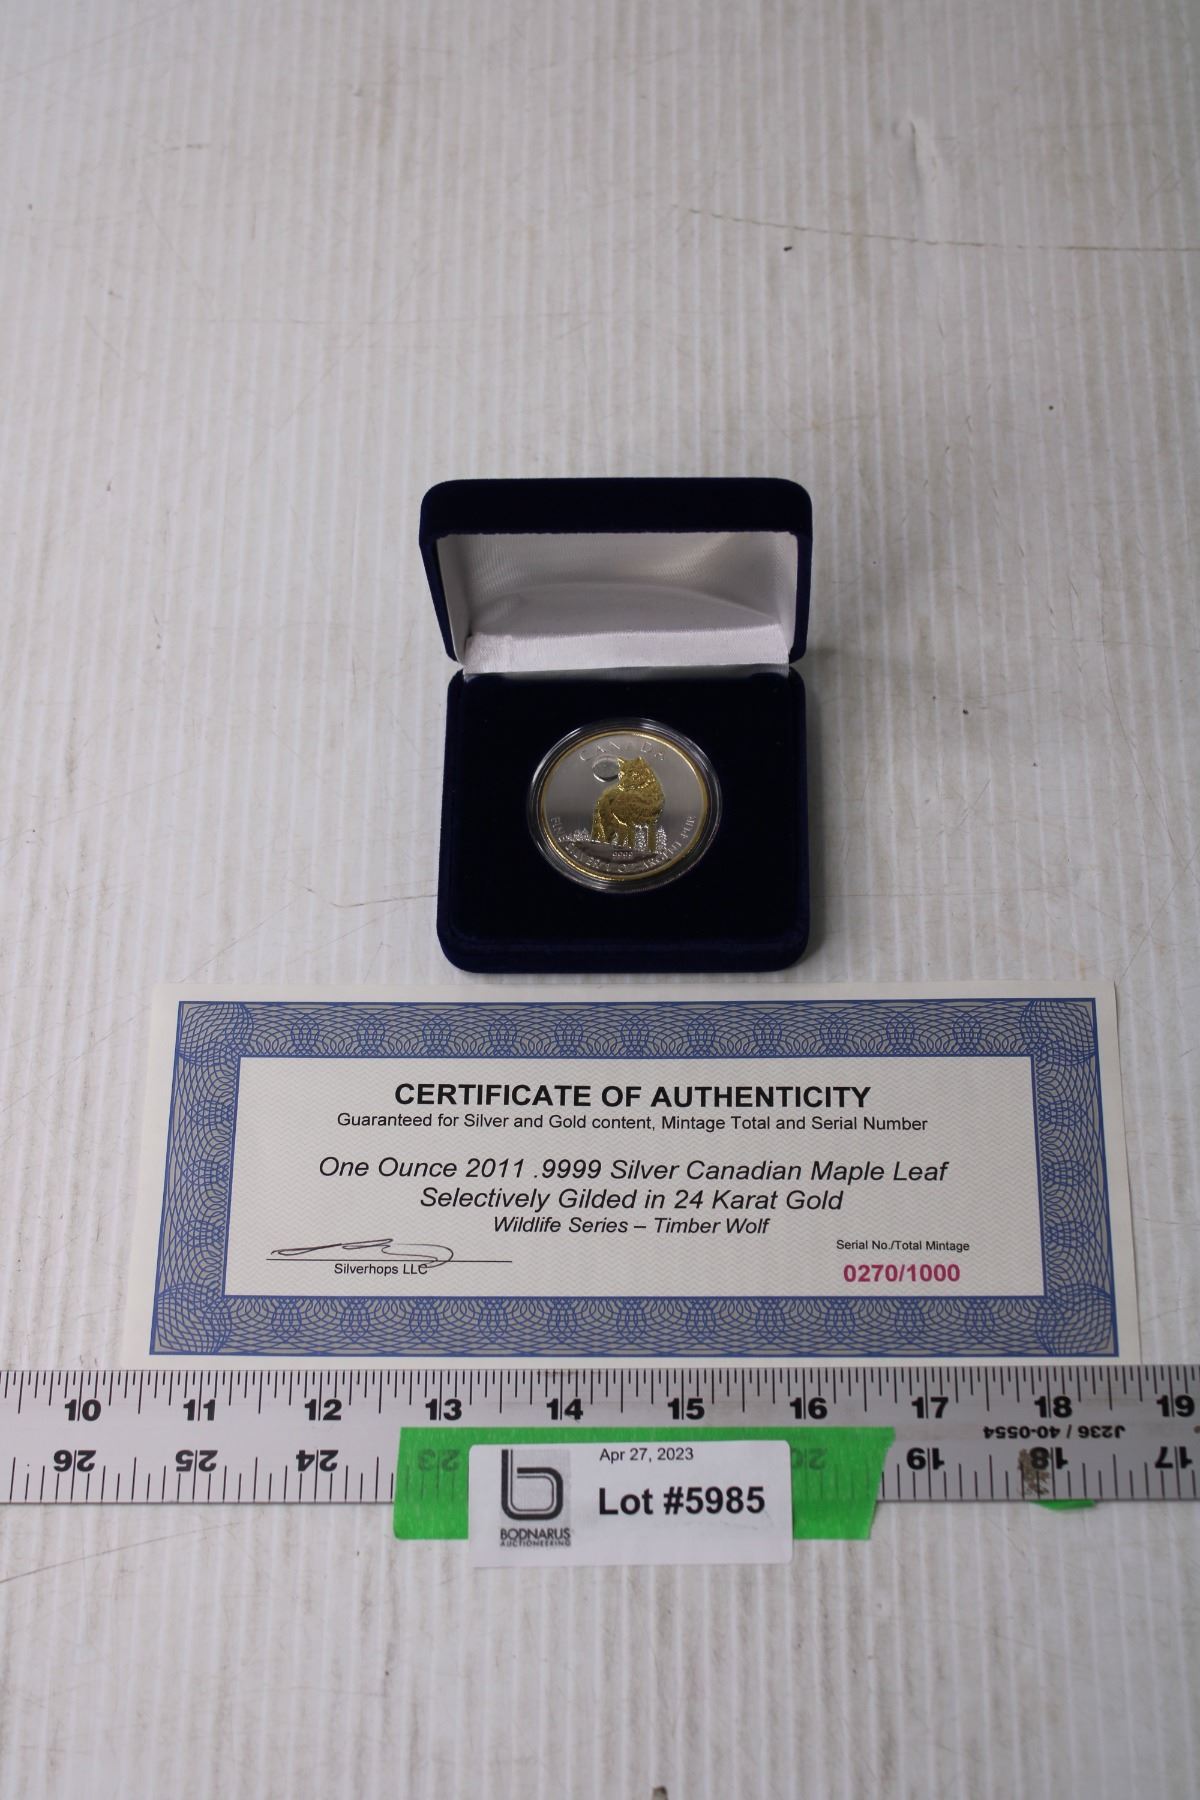 CANADA
9999
CERTIFICATE OF AUTHENTICITY
Guaranteed for Silver and Gold content, Mintage Total and Serial Number
One Ounce 2011 .9999 Silver Canadian Maple Leaf
Selectively Gilded in 24 Karat Gold
Wildlife Series – Timber Wolf
Serial No./Total Mintage
Silverhops LLC
0270/1000
10 11 12 13 14 15 16 17 18 19
J236 / 40-0554
26 25 24 23 20 19 18 17
Apr 27, 2023
Lot #5985
BODNARUS
AUCTIONEERING